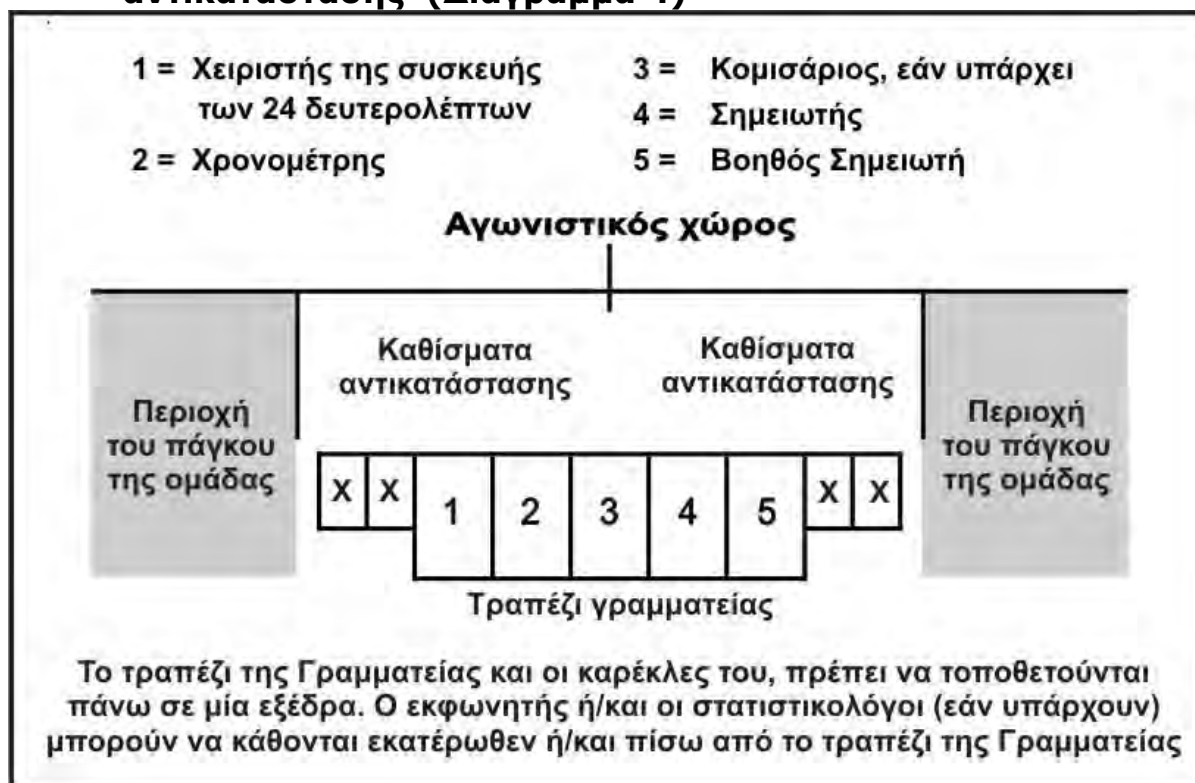 αντικατάστασης (Διάγραμμα 4)
1 = Χειριστής της συσκευής
των 24 δευτερολέπτων
2 = Χρονομέτρης
3 = Κομισάριος, εάν υπάρχει
4 = Σημειωτής
5 = Βοηθός Σημειωτή
Αγωνιστικός χώρος
Περιοχή
του πάγκου
της ομάδας
Καθίσματα
αντικατάστασης
Καθίσματα
αντικατάστασης
Περιοχή
του πάγκου
της ομάδας
X X 1 2 3 4 5 X X
Τραπέζι γραμματείας
Το τραπέζι της Γραμματείας και οι καρέκλες του, πρέπει να τοποθετούνται
πάνω σε μία εξέδρα. Ο εκφωνητής ή/και οι στατιστικολόγοι (εάν υπάρχουν)
μπορούν να κάθονται εκατέρωθεν ή/και πίσω από το τραπέζι της Γραμματείας